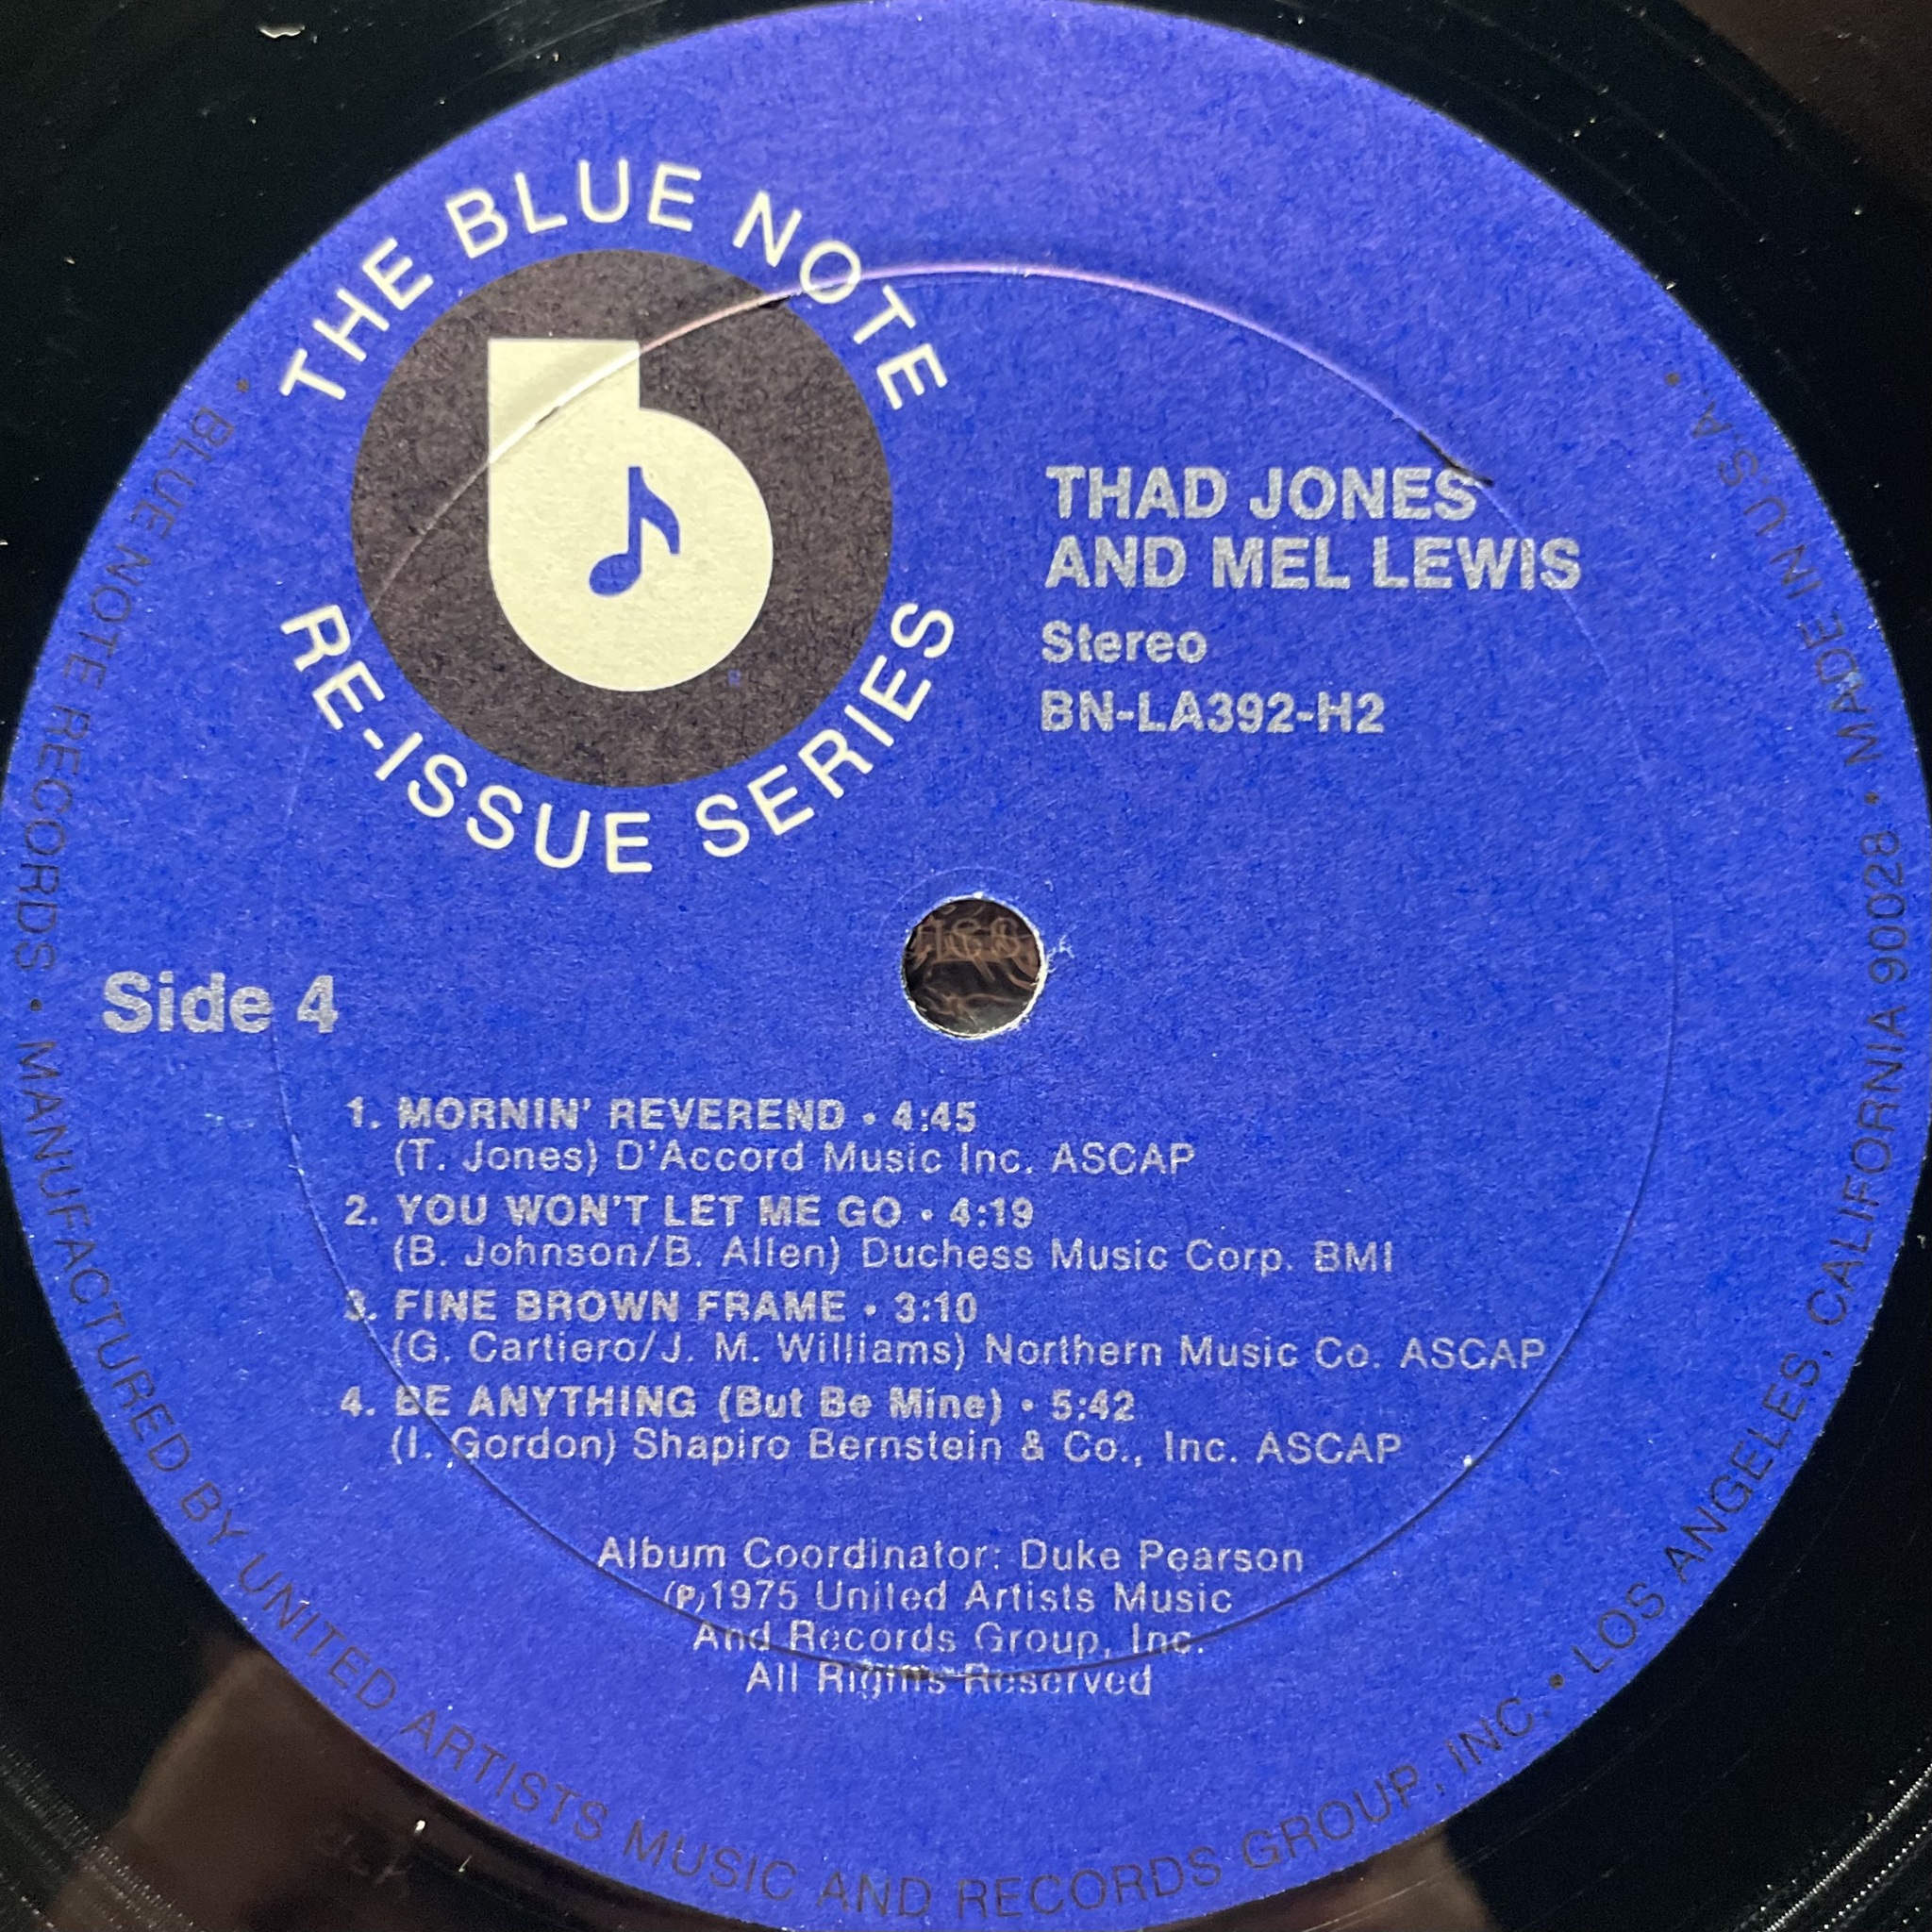 THE BLUE NOTE
RE-ISSUE SERIES
THAD JONES
AND MEL LEWIS
Stereo
BN-LA392-H2
Side 4
1. MORNIN' REVEREND • 4:45
(T. Jones) D'Accord Music Inc. ASCAP
2. YOU WON'T LET ME GO • 4:19
(B. Johnson/B. Allen) Duchess Music Corp. BMI
3. FINE BROWN FRAME • 3:10
(G. Cartiero/J. M. Williams) Northern Music Co. ASCAP
4. BE ANYTHING (But Be Mine) • 5:42
(I. Gordon) Shapiro Bernstein & Co., Inc. ASCAP
Album Coordinator: Duke Pearson
℗1975 United Artists Music
And Records Group, Inc.
All Rights Reserved
• BLUE NOTE RECORDS • MANUFACTURED BY UNITED ARTISTS MUSIC AND RECORDS GROUP, INC. • LOS ANGELES, CALIFORNIA 90028 • MADE IN U.S.A. •